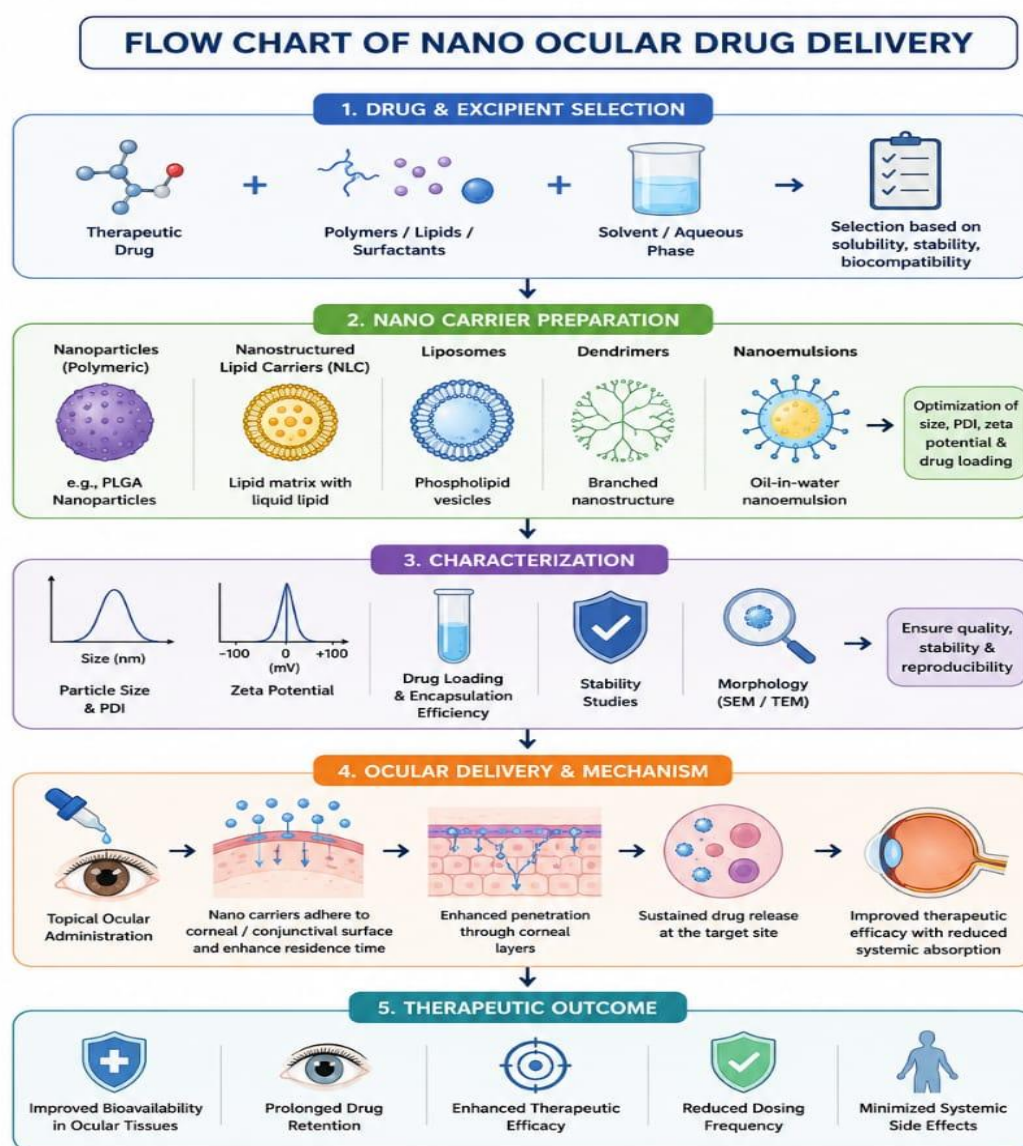 FLOW CHART OF NANO OCULAR DRUG DELIVERY
1. DRUG & EXCIPIENT SELECTION
+
+
Therapeutic
Drug
Polymers / Lipids /
Surfactants
Solvent / Aqueous
Phase
Selection based on
solubility, stability,
biocompatibility
2. NANO CARRIER PREPARATION
Nanoparticles
(Polymeric)
e.g., PLGA
Nanoparticles
Nanostructured
Lipid Carriers (NLC)
Lipid matrix with
liquid lipid
Liposomes
Phospholipid
vesicles
Dendrimers
Branched
nanostructure
Nanoemulsions
Oil-in-water
nanoemulsion
Optimization of
size, PDI, zeta
potential &
drug loading
3. CHARACTERIZATION
Size (nm)
Particle Size
& PDI
-100 0 +100
(mV)
Zeta Potential
Drug Loading
& Encapsulation
Efficiency
Stability
Studies
Morphology
(SEM / TEM)
Ensure quality,
stability &
reproducibility
4. OCULAR DELIVERY & MECHANISM
Topical Ocular
Administration
Nano carriers adhere to
corneal / conjunctival surface
and enhance residence time
Enhanced penetration
through corneal
layers
Sustained drug release
at the target site
Improved therapeutic
efficacy with reduced
systemic absorption
5. THERAPEUTIC OUTCOME
Improved Bioavailability
in Ocular Tissues
Prolonged Drug
Retention
Enhanced Therapeutic
Efficacy
Reduced Dosing
Frequency
Minimized Systemic
Side Effects